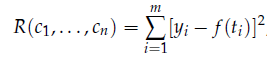 R(c₁, . . . , cₙ) = ∑ᵢ₌₁ᵐ [yᵢ − f(tᵢ)]²